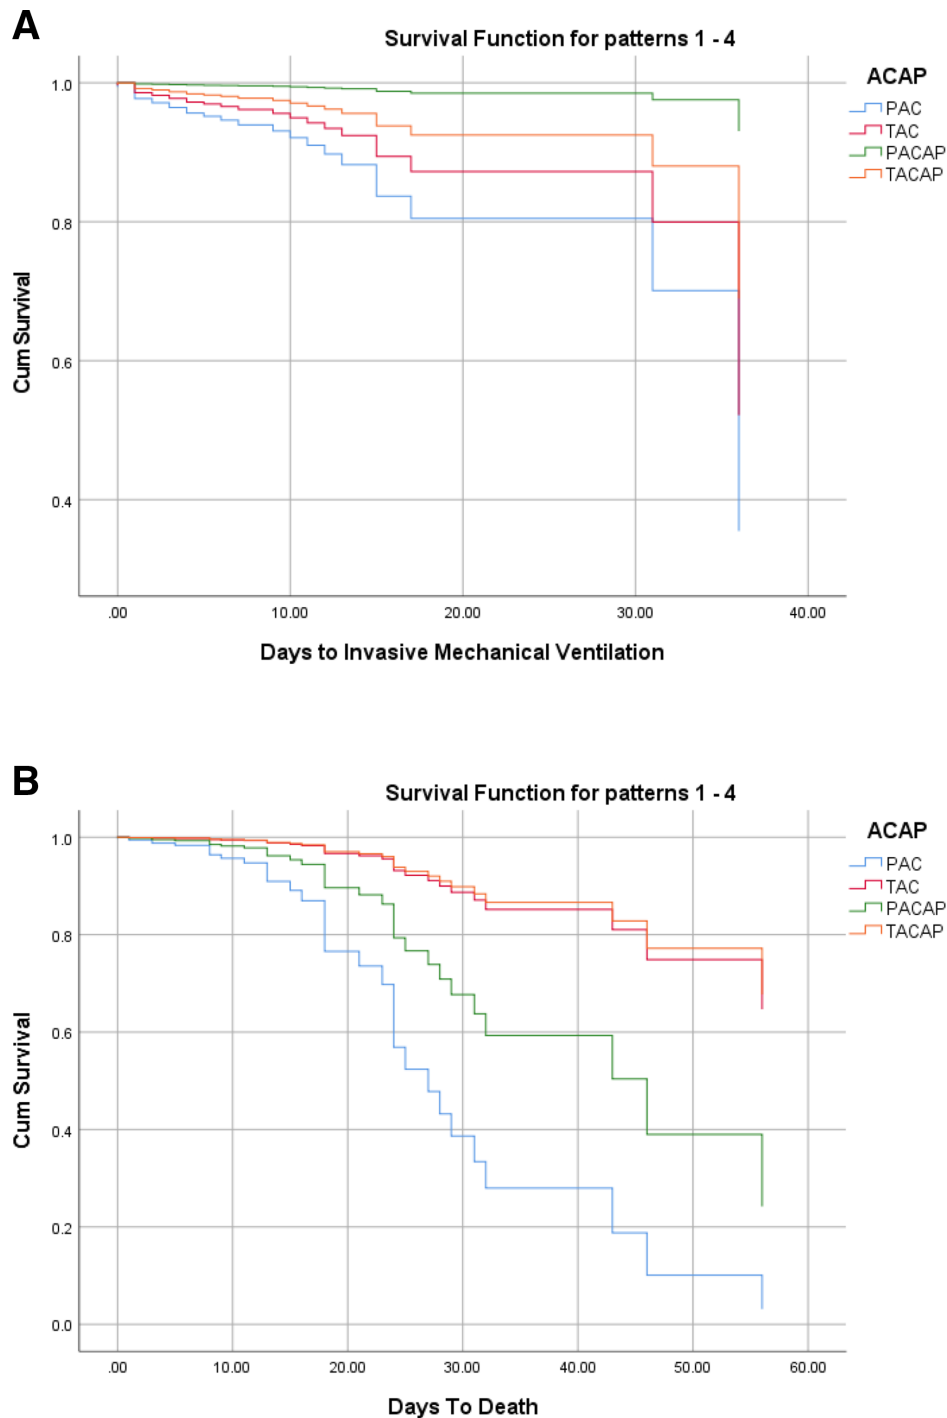 A
Survival Function for patterns 1 - 4
ACAP
PAC
TAC
PACAP
TACAP
1.0
0.8
0.6
0.4
Cum Survival
.00 10.00 20.00 30.00 40.00
Days to Invasive Mechanical Ventilation
B
Survival Function for patterns 1 - 4
ACAP
PAC
TAC
PACAP
TACAP
1.0
0.8
0.6
0.4
0.2
0.0
Cum Survival
.00 10.00 20.00 30.00 40.00 50.00 60.00
Days To Death